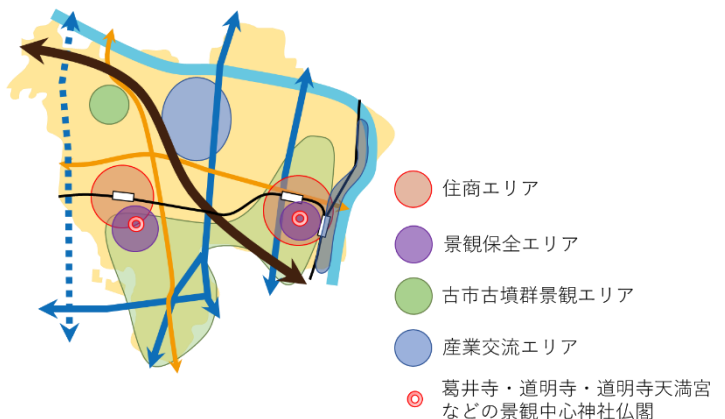 住商エリア
景観保全エリア
古市古墳群景観エリア
産業交流エリア
葛井寺・道明寺・道明寺天満宮
などの景観中心神社仏閣